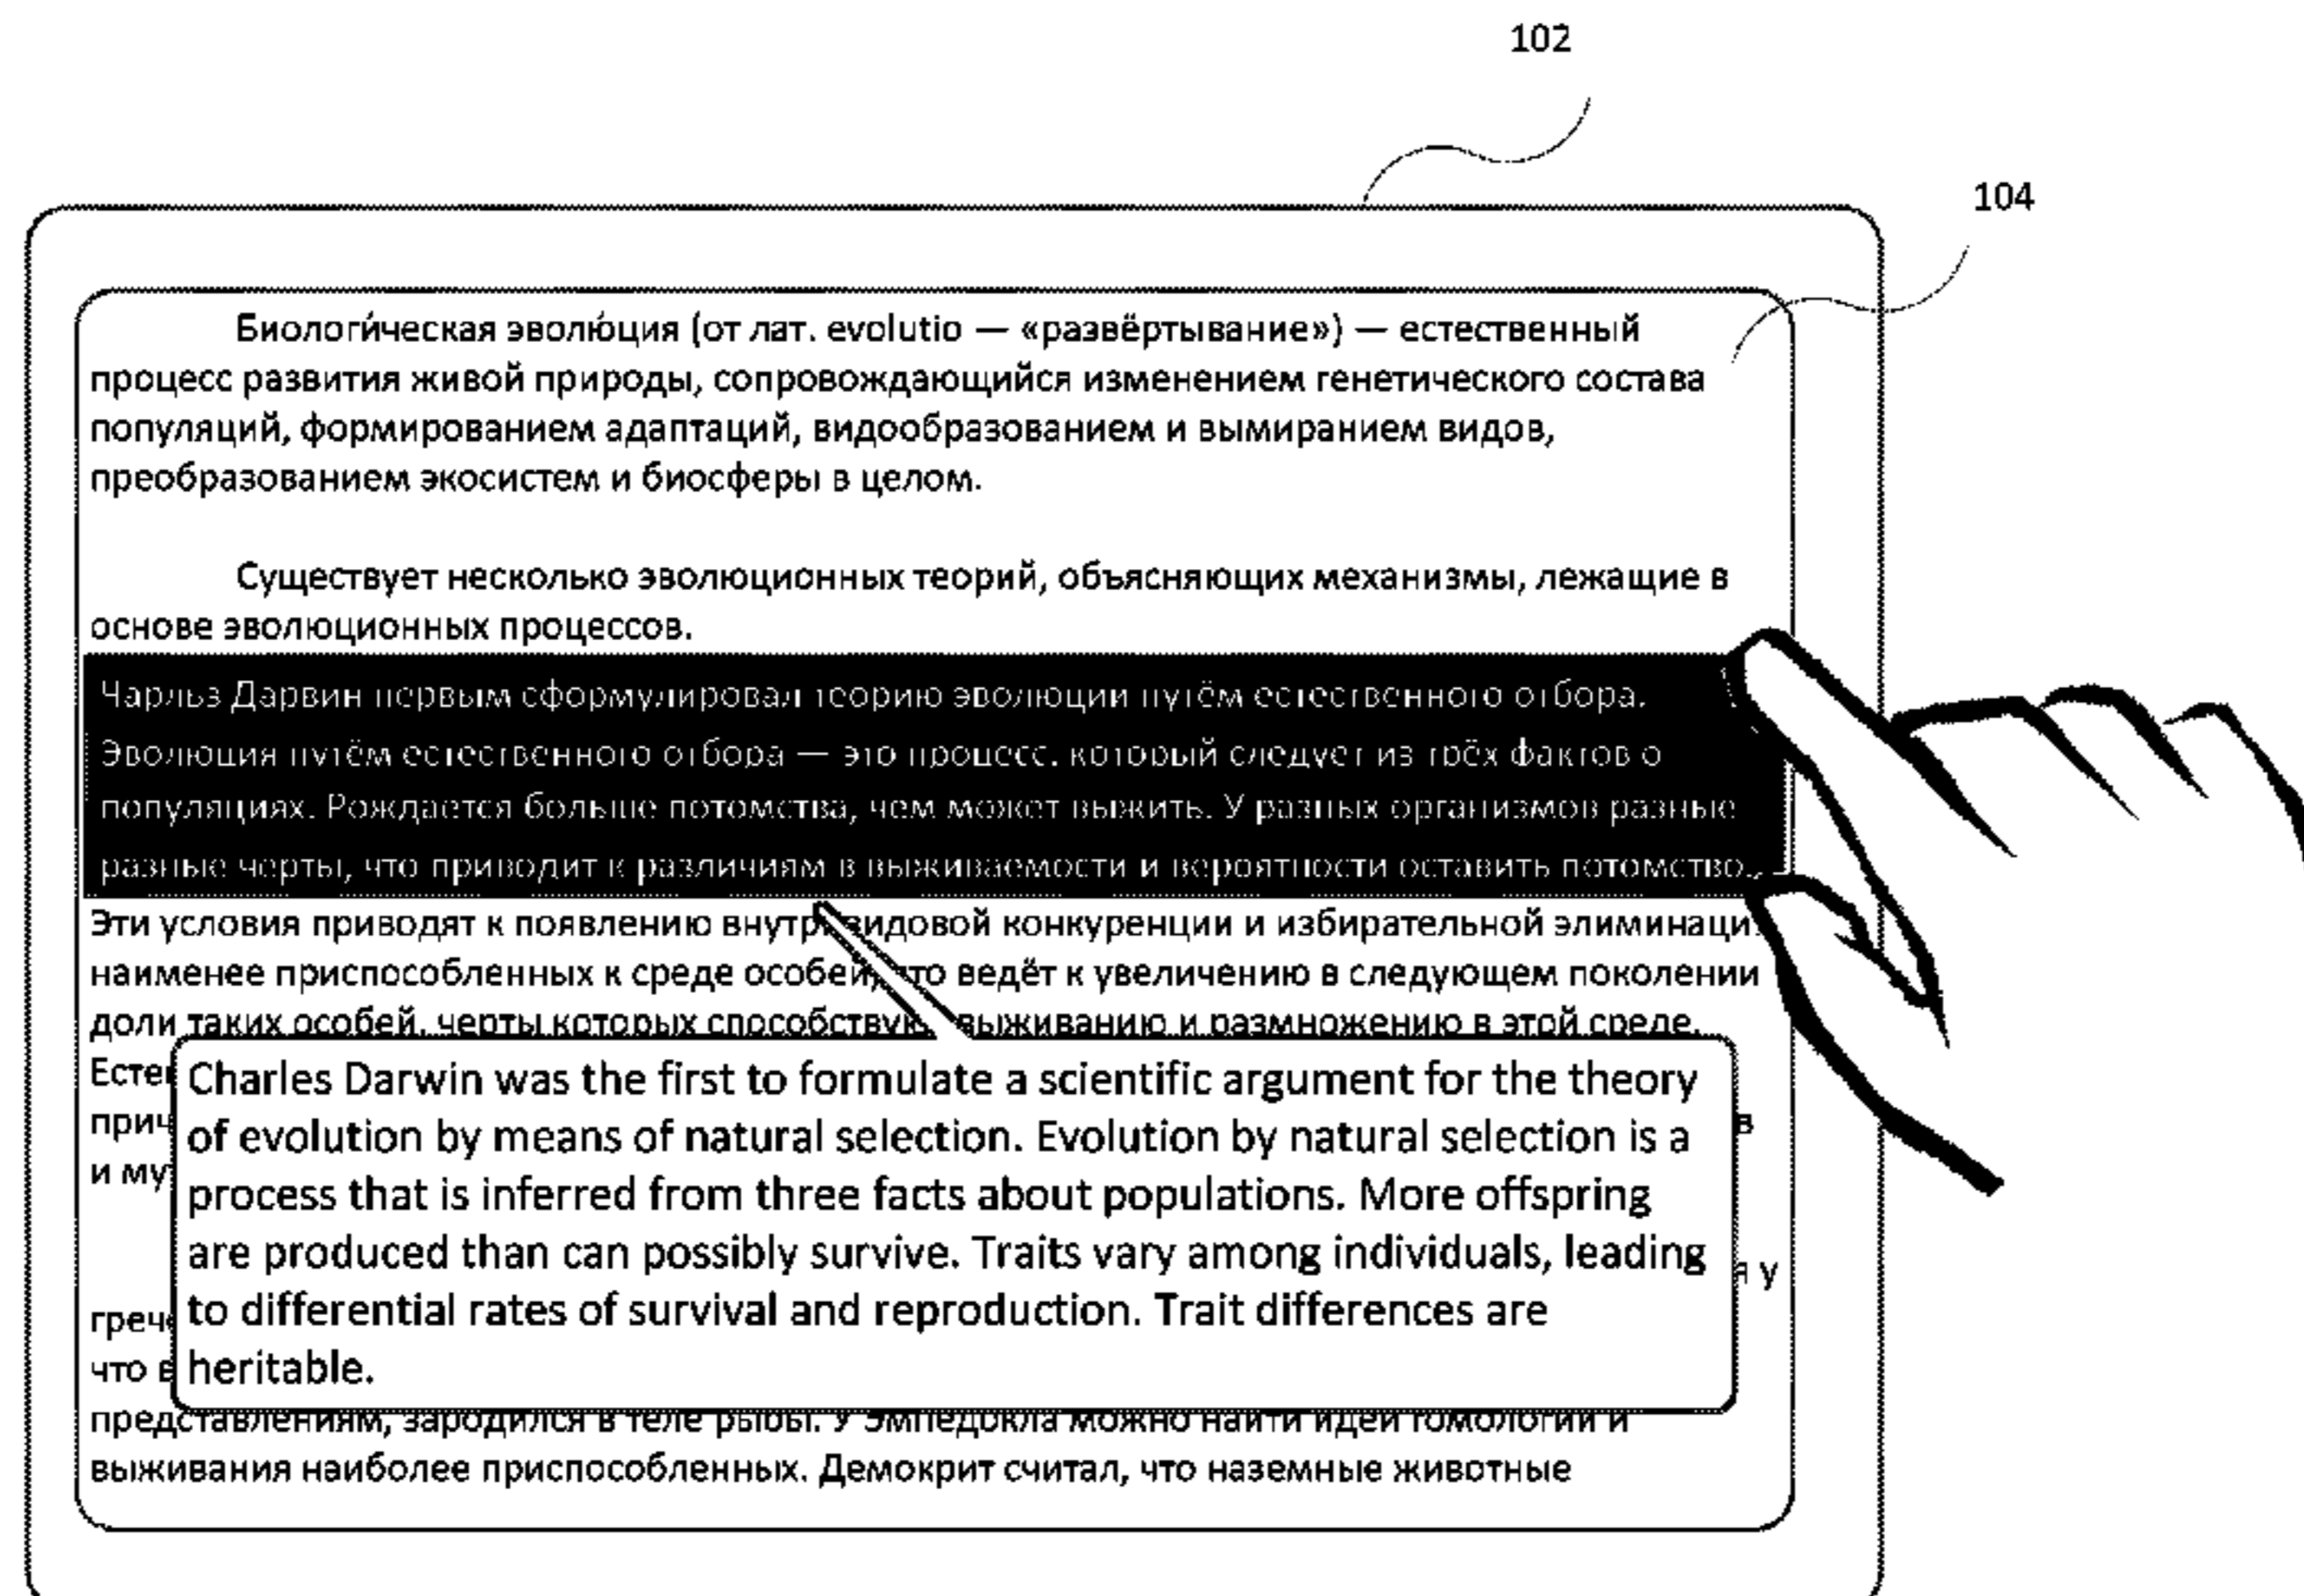 102
104
Биологи́ческая эволю́ция (от лат. evolutio — «развёртывание») — естественный
процесс развития живой природы, сопровождающийся изменением генетического состава
популяций, формированием адаптаций, видообразованием и вымиранием видов,
преобразованием экосистем и биосферы в целом.
Существует несколько эволюционных теорий, объясняющих механизмы, лежащие в
основе эволюционных процессов.
Чарльз Дарвин первым сформулировал теорию эволюции путём естественного отбора.
Эволюция путём естественного отбора — это процесс, который следует из трёх фактов о
популяциях. Рождается больше потомства, чем может выжить. У разных организмов разные
разные черты, что приводит к различиям в выживаемости и вероятности оставить потомство.
Эти условия приводят к появлению внутривидовой конкуренции и избирательной элиминаци
наименее приспособленных к среде особей, что ведёт к увеличению в следующем поколении
доли таких особей, черты которых способствую выживанию и размножению в этой среде.
Charles Darwin was the first to formulate a scientific argument for the theory
of evolution by means of natural selection. Evolution by natural selection is a
process that is inferred from three facts about populations. More offspring
are produced than can possibly survive. Traits vary among individuals, leading
to differential rates of survival and reproduction. Trait differences are
heritable.
в
и
у
что
представлениям, зародился в теле рыбы. У Эмпедокла можно найти идеи гомологии и
выживания наиболее приспособленных. Демокрит считал, что наземные животные